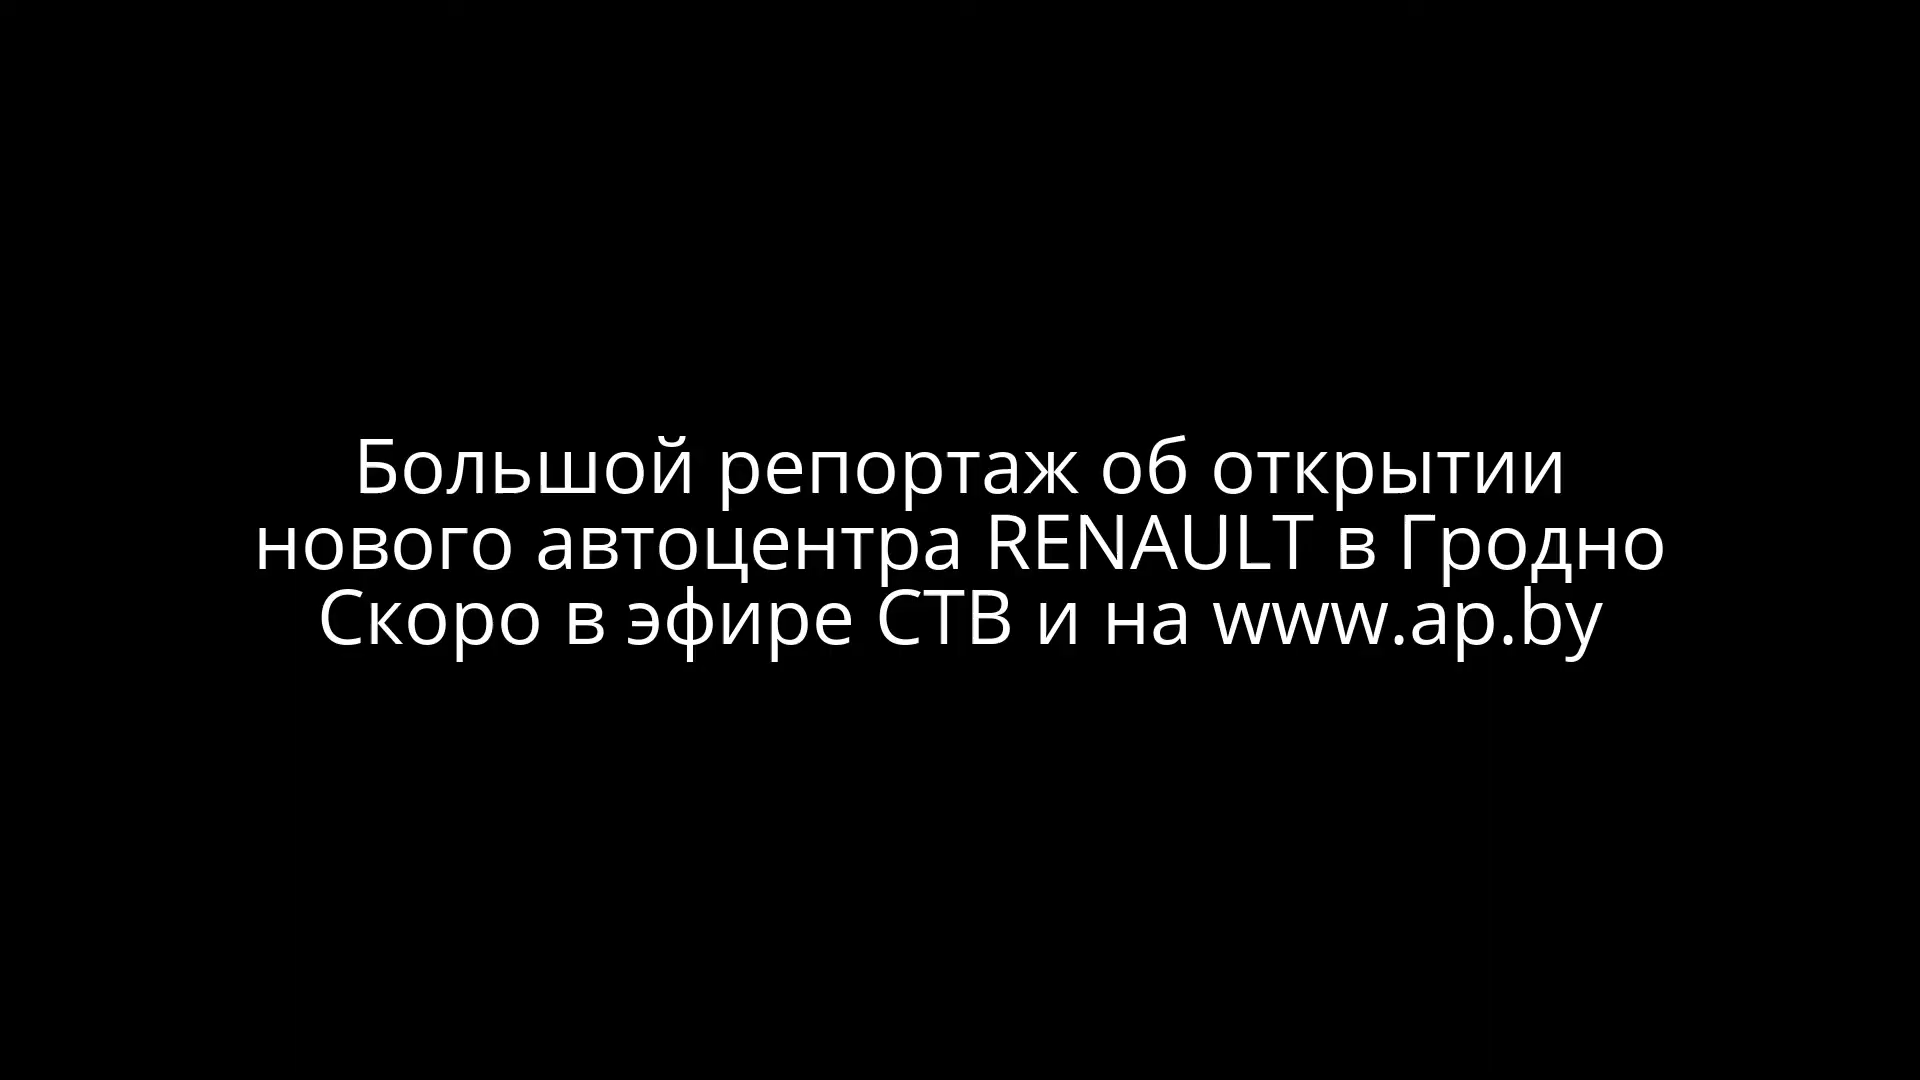 Большой репортаж об открытии
нового автоцентра RENAULT в Гродно
Скоро в эфире СТВ и на www.ap.by